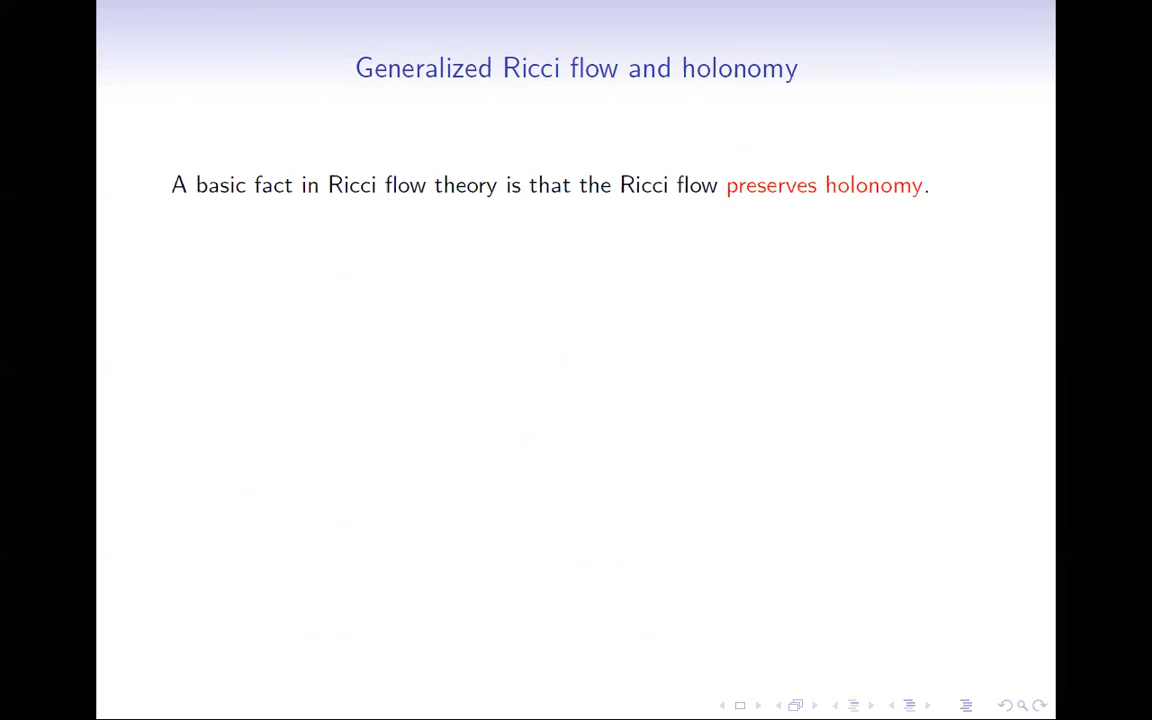 Generalized Ricci flow and holonomy
A basic fact in Ricci flow theory is that the Ricci flow preserves holonomy.